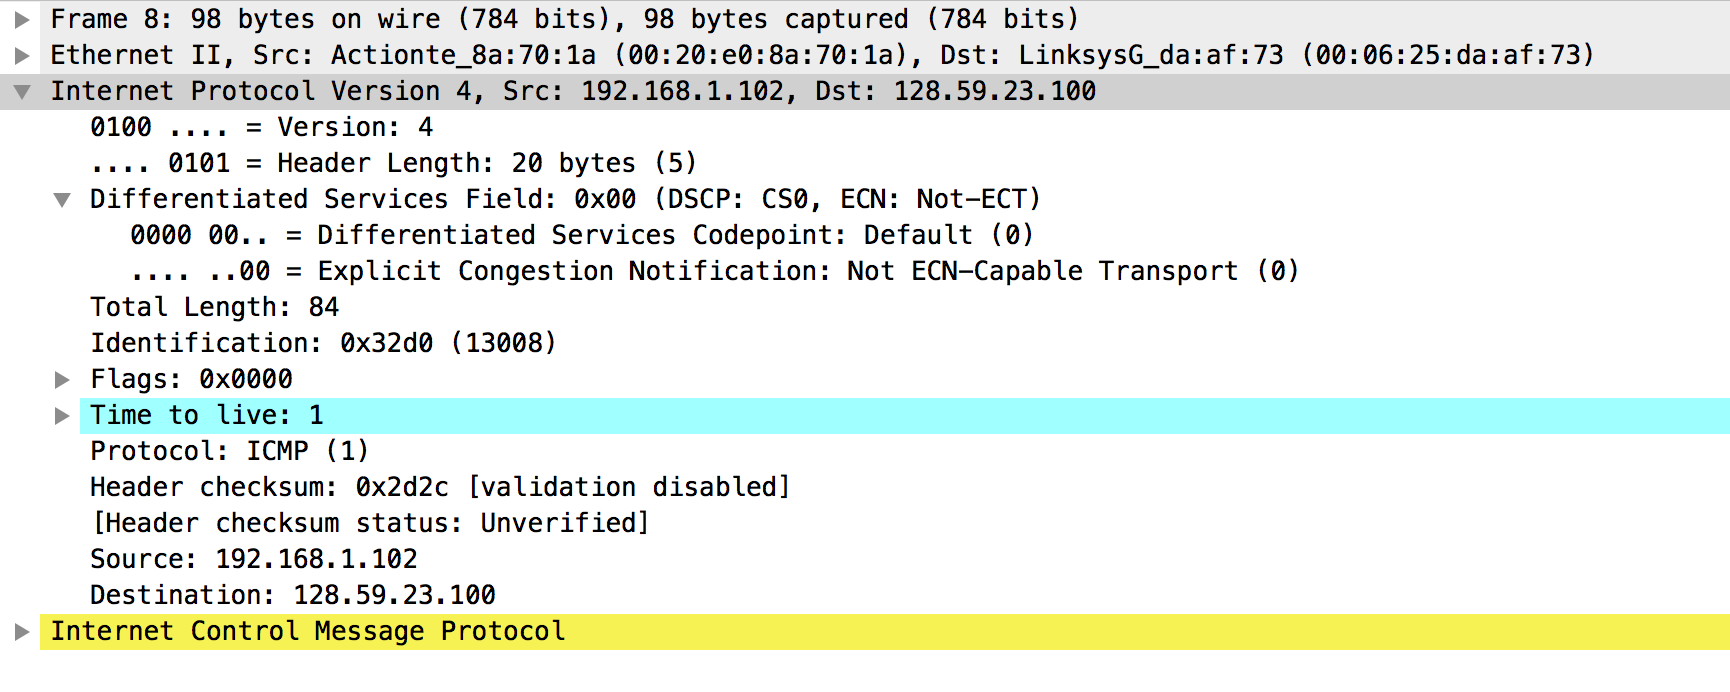 Frame 8: 98 bytes on wire (784 bits), 98 bytes captured (784 bits)
Ethernet II, Src: Actionte_8a:70:1a (00:20:e0:8a:70:1a), Dst: LinksysG_da:af:73 (00:06:25:da:af:73)
Internet Protocol Version 4, Src: 192.168.1.102, Dst: 128.59.23.100
0100 .... = Version: 4
.... 0101 = Header Length: 20 bytes (5)
Differentiated Services Field: 0x00 (DSCP: CS0, ECN: Not-ECT)
0000 00.. = Differentiated Services Codepoint: Default (0)
.... ..00 = Explicit Congestion Notification: Not ECN-Capable Transport (0)
Total Length: 84
Identification: 0x32d0 (13008)
Flags: 0x0000
Time to live: 1
Protocol: ICMP (1)
Header checksum: 0x2d2c [validation disabled]
[Header checksum status: Unverified]
Source: 192.168.1.102
Destination: 128.59.23.100
Internet Control Message Protocol